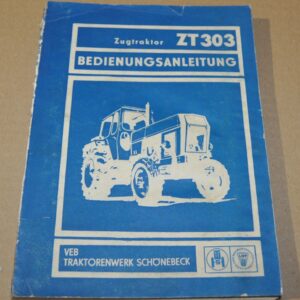 Zugtraktor ZT 303
BEDIENUNGSANLEITUNG
VEB
TRAKTORENWERK SCHÖNEBECK